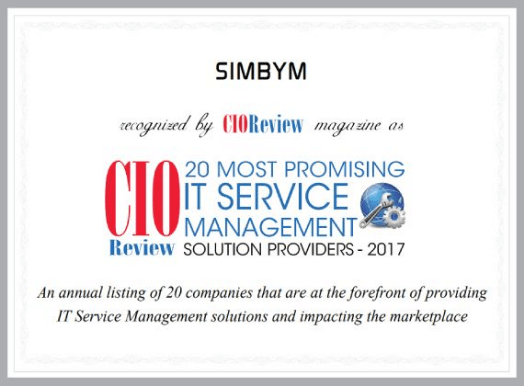 SIMBYM
recognized by CIOReview magazine as
CIO Review
20 MOST PROMISING
IT SERVICE
MANAGEMENT
SOLUTION PROVIDERS - 2017
An annual listing of 20 companies that are at the forefront of providing
IT Service Management solutions and impacting the marketplace